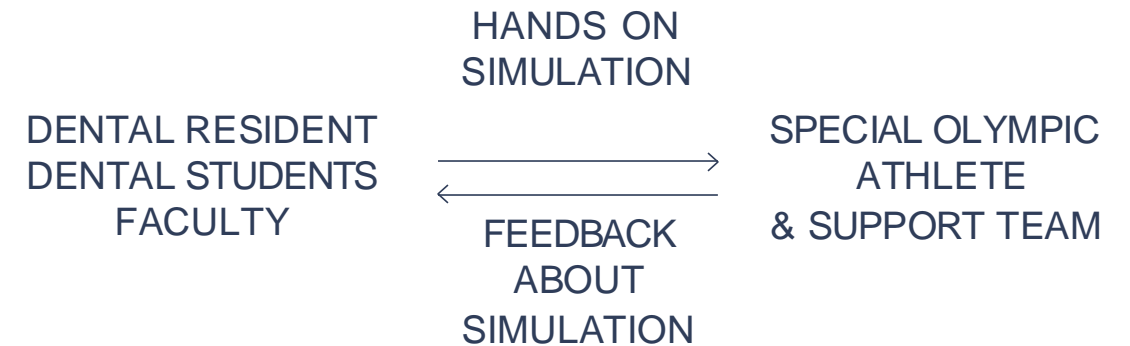 HANDS ON
SIMULATION
DENTAL RESIDENT
DENTAL STUDENTS
FACULTY
SPECIAL OLYMPIC
ATHLETE
& SUPPORT TEAM
FEEDBACK
ABOUT
SIMULATION